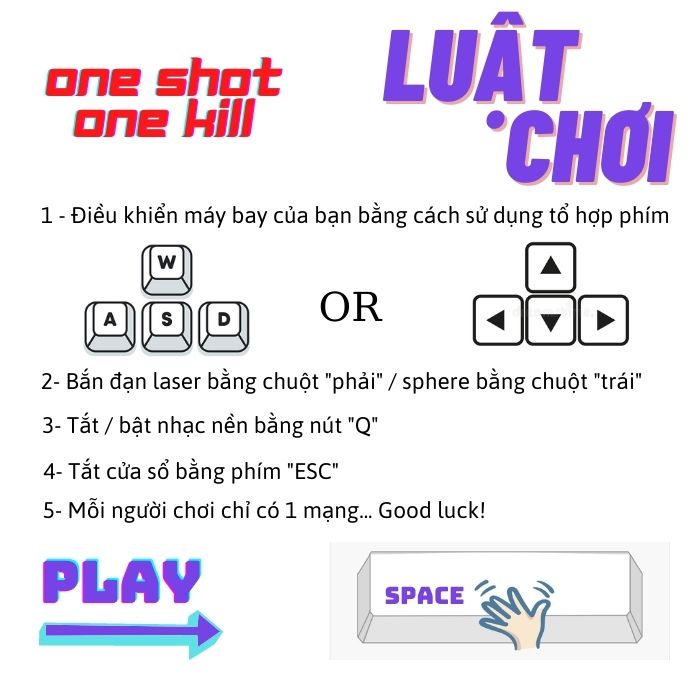 one shot
one kill
LUẬT
CHƠI
1 - Điều khiển máy bay của bạn bằng cách sử dụng tổ hợp phím
W
A S D
OR
2- Bắn đạn laser bằng chuột "phải" / sphere bằng chuột "trái"
3- Tắt / bật nhạc nền bằng nút "Q"
4- Tắt cửa sổ bằng phím "ESC"
5- Mỗi người chơi chỉ có 1 mạng... Good luck!
PLAY
SPACE